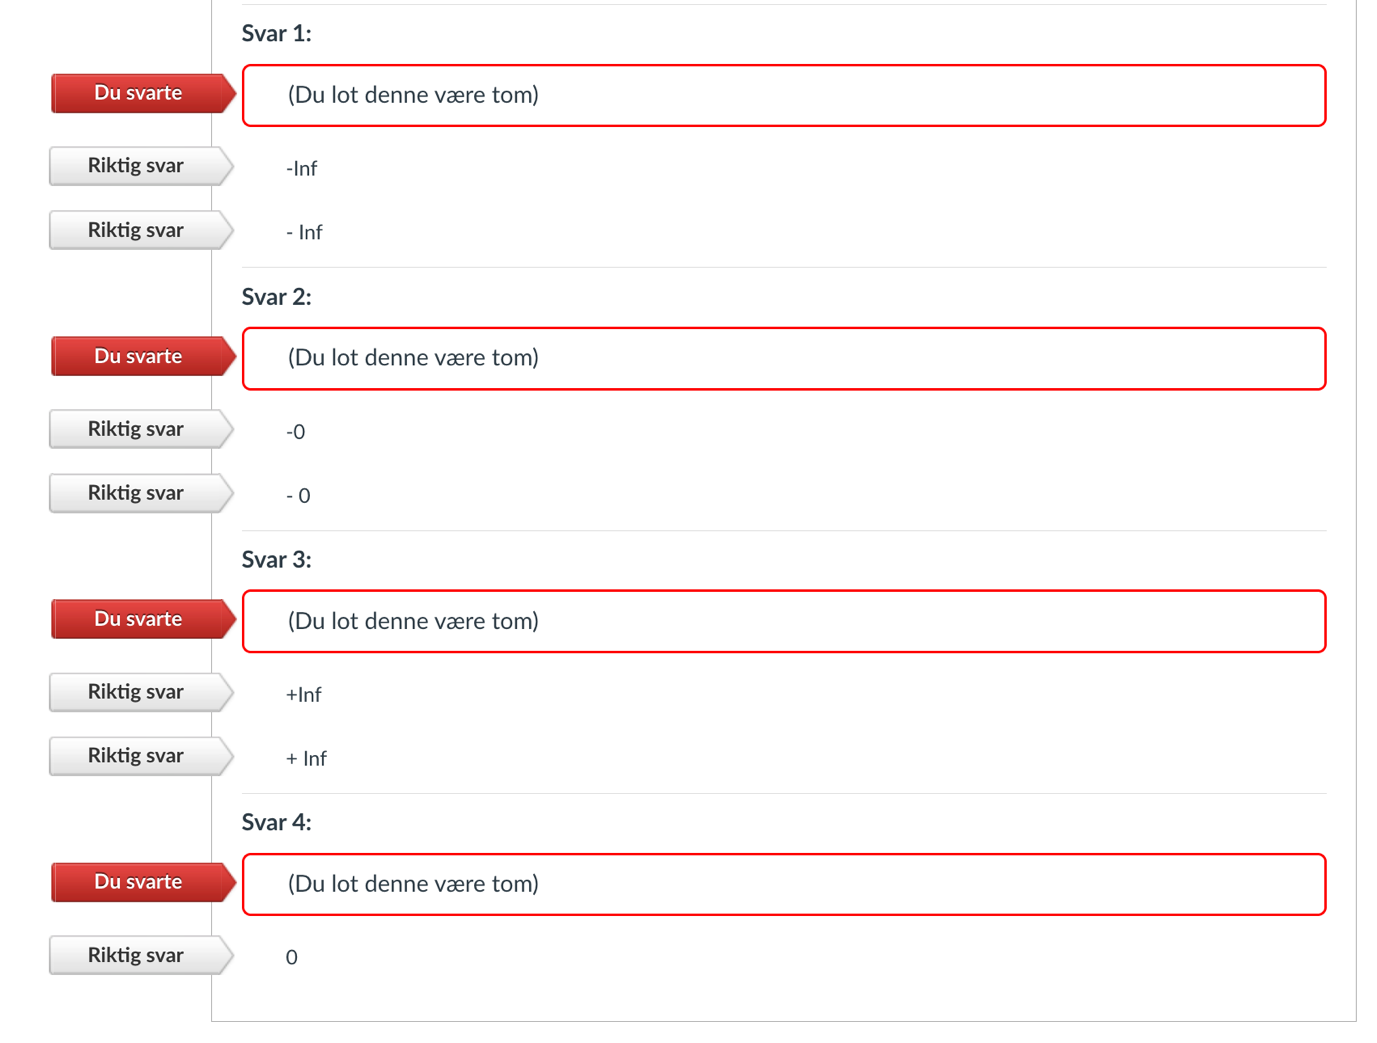 Svar 1:
Du svarte
(Du lot denne være tom)
Riktig svar
-Inf
Riktig svar
- Inf
Svar 2:
Du svarte
(Du lot denne være tom)
Riktig svar
-0
Riktig svar
- 0
Svar 3:
Du svarte
(Du lot denne være tom)
Riktig svar
+Inf
Riktig svar
+ Inf
Svar 4:
Du svarte
(Du lot denne være tom)
Riktig svar
0